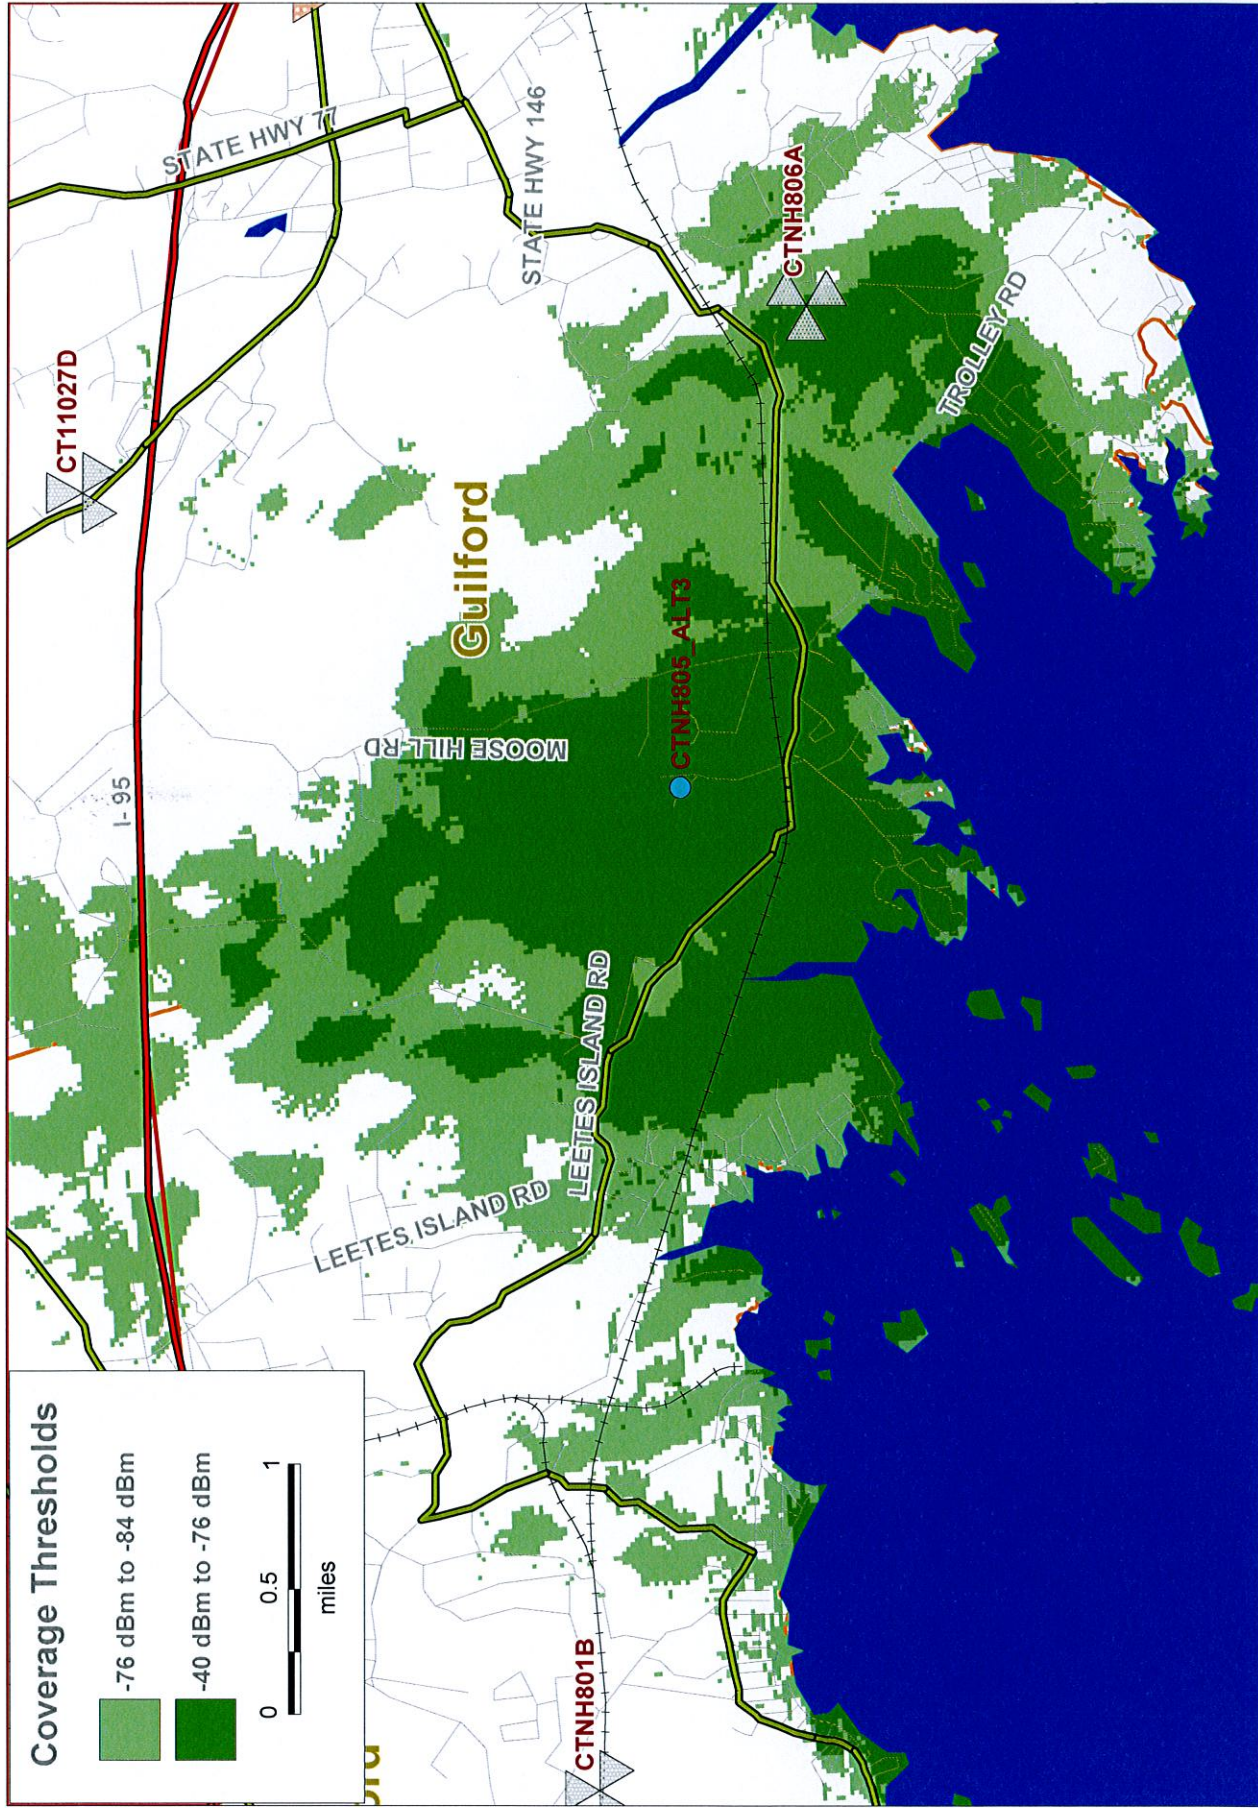 Coverage Thresholds
-76 dBm to -84 dBm
-40 dBm to -76 dBm
0 0.5 1
miles
I-95
CT11027D
STATE HWY 77
STATE HWY 146
Guilford
MOOSE HILL RD
LEETES ISLAND RD
LEETES ISLAND RD
CTNH805_ALT3
CTNH806A
TROLLEY RD
CTNH801B